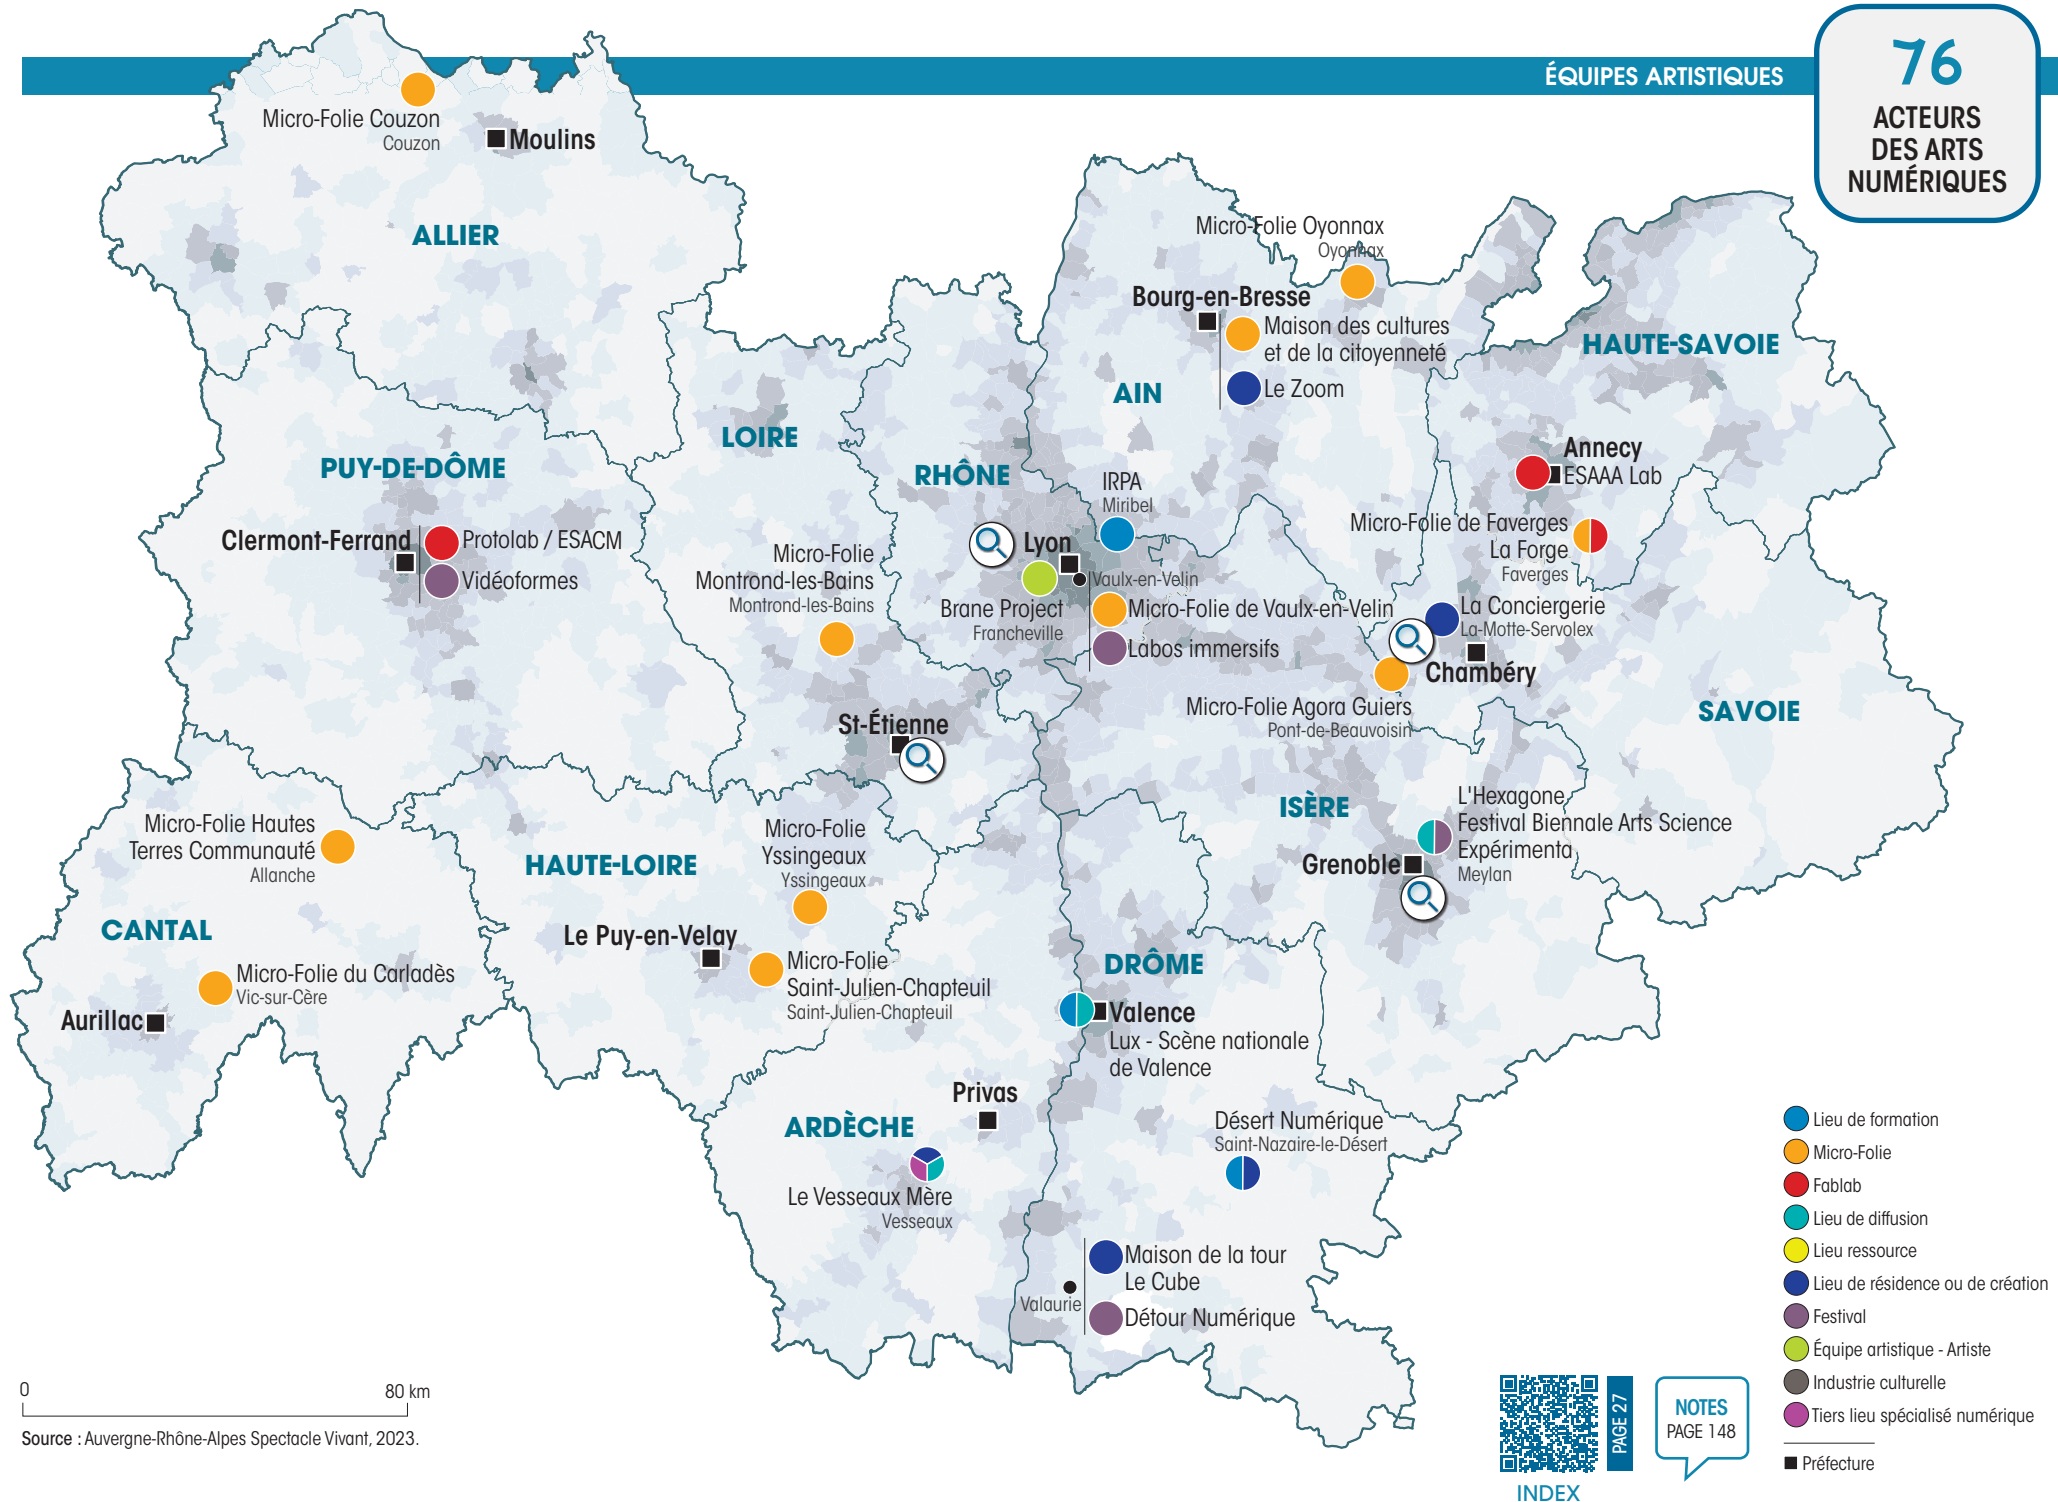 ÉQUIPES ARTISTIQUES
76
ACTEURS
DES ARTS
NUMÉRIQUES
Micro-Folie Couzon
Couzon
Moulins
ALLIER
Micro-Folie Oyonnax
Oyonnax
Bourg-en-Bresse
Maison des cultures
et de la citoyenneté
Le Zoom
AIN
HAUTE-SAVOIE
Annecy
ESAAA Lab
LOIRE
RHÔNE
PUY-DE-DÔME
Clermont-Ferrand
Protolab / ESACM
Vidéoformes
IRPA
Miribel
Lyon
Vaulx-en-Velin
Brane Project
Francheville
Micro-Folie de Vaulx-en-Velin
Labos immersifs
Micro-Folie
Montrond-les-Bains
Montrond-les-Bains
Micro-Folie de Faverges
La Forge
Faverges
La Conciergerie
La-Motte-Servolex
Chambéry
Micro-Folie Agora Guiers
Pont-de-Beauvoisin
SAVOIE
St-Étienne
ISÈRE
L'Hexagone
Festival Biennale Arts Science
Expérimenta
Meylan
Grenoble
Micro-Folie Hautes
Terres Communauté
Allanche
HAUTE-LOIRE
Micro-Folie
Yssingeaux
Yssingeaux
Le Puy-en-Velay
Micro-Folie
Saint-Julien-Chapteuil
Saint-Julien-Chapteuil
CANTAL
Micro-Folie du Carladès
Vic-sur-Cère
Aurillac
DRÔME
Valence
Lux - Scène nationale
de Valence
Privas
ARDÈCHE
Le Vesseaux Mère
Vesseaux
Désert Numérique
Saint-Nazaire-le-Désert
Maison de la tour
Le Cube
Valaurie
Détour Numérique
Lieu de formation
Micro-Folie
Fablab
Lieu de diffusion
Lieu ressource
Lieu de résidence ou de création
Festival
Équipe artistique - Artiste
Industrie culturelle
Tiers lieu spécialisé numérique
Préfecture
0 80 km
Source : Auvergne-Rhône-Alpes Spectacle Vivant, 2023.
PAGE 27
INDEX
NOTES
PAGE 148